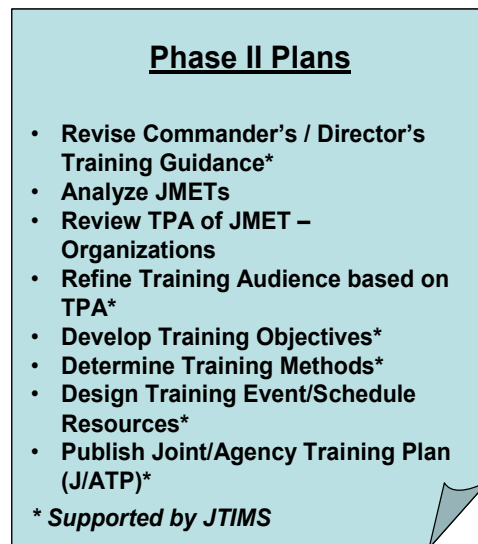 Phase II Plans
• Revise Commander's / Director's
Training Guidance*
• Analyze JMETs
• Review TPA of JMET –
Organizations
• Refine Training Audience based on
TPA*
• Develop Training Objectives*
• Determine Training Methods*
• Design Training Event/Schedule
Resources*
• Publish Joint/Agency Training Plan
(J/ATP)*
* Supported by JTIMS